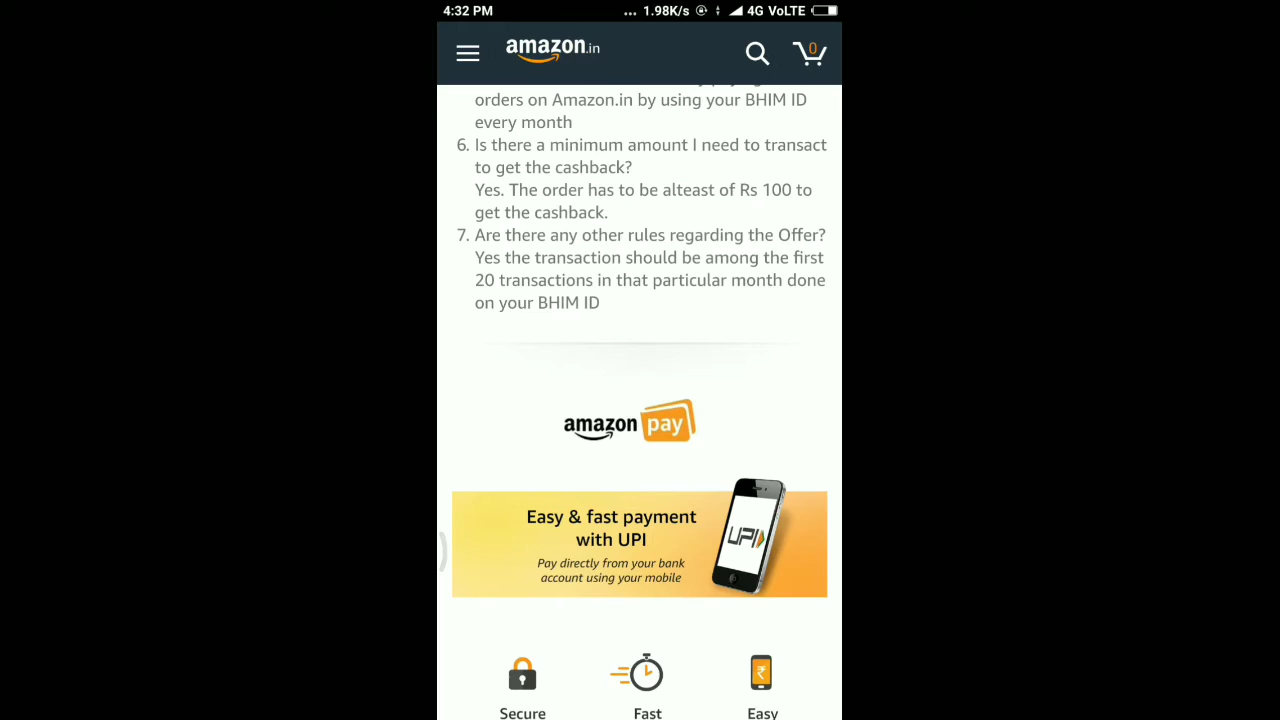 4:32 PM ... 1.98K/s 4G VoLTE
amazon.in 0
orders on Amazon.in by using your BHIM ID
every month
6. Is there a minimum amount I need to transact
to get the cashback?
Yes. The order has to be alteast of Rs 100 to
get the cashback.
7. Are there any other rules regarding the Offer?
Yes the transaction should be among the first
20 transactions in that particular month done
on your BHIM ID
amazon pay
Easy & fast payment
with UPI
Pay directly from your bank
account using your mobile
UPI
Secure Fast Easy